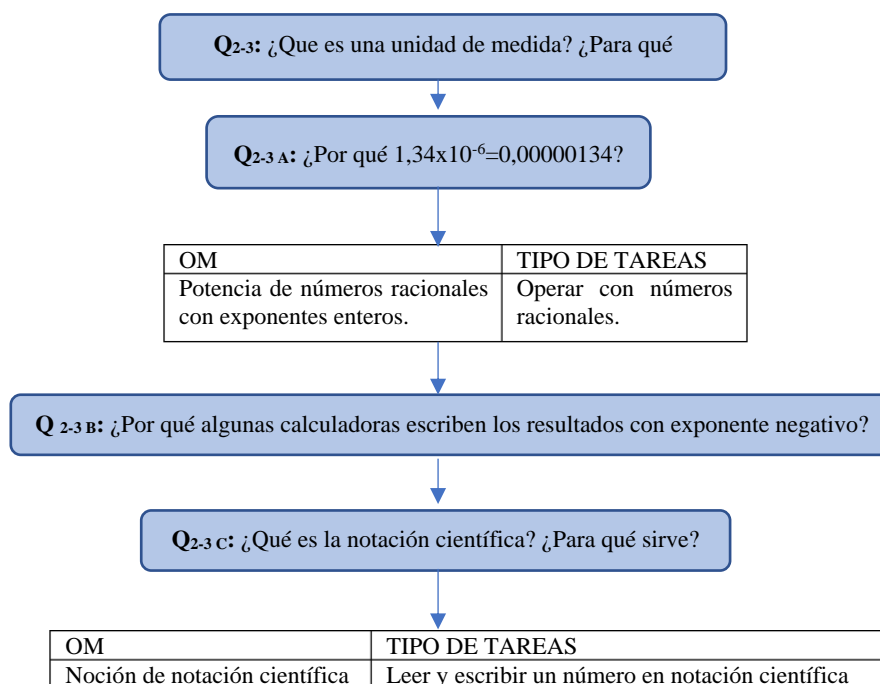 Q2-3: ¿Que es una unidad de medida? ¿Para qué
Q2-3 A: ¿Por qué 1,34x10⁻⁶=0,00000134?
OM TIPO DE TAREAS
Potencia de números racionales Operar con números
con exponentes enteros. racionales.
Q 2-3 B: ¿Por qué algunas calculadoras escriben los resultados con exponente negativo?
Q2-3 C: ¿Qué es la notación científica? ¿Para qué sirve?
OM TIPO DE TAREAS
Noción de notación científica Leer y escribir un número en notación científica